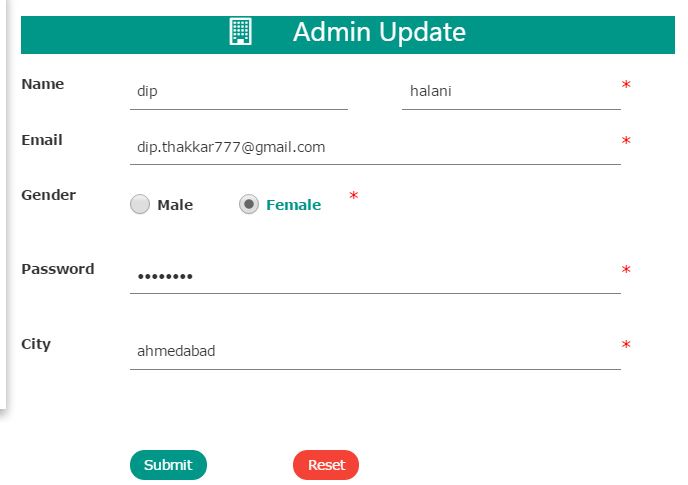 Admin Update
Name dip halani *
Email dip.thakkar777@gmail.com *
Gender Male Female *
Password •••••••• *
City ahmedabad *
Submit Reset